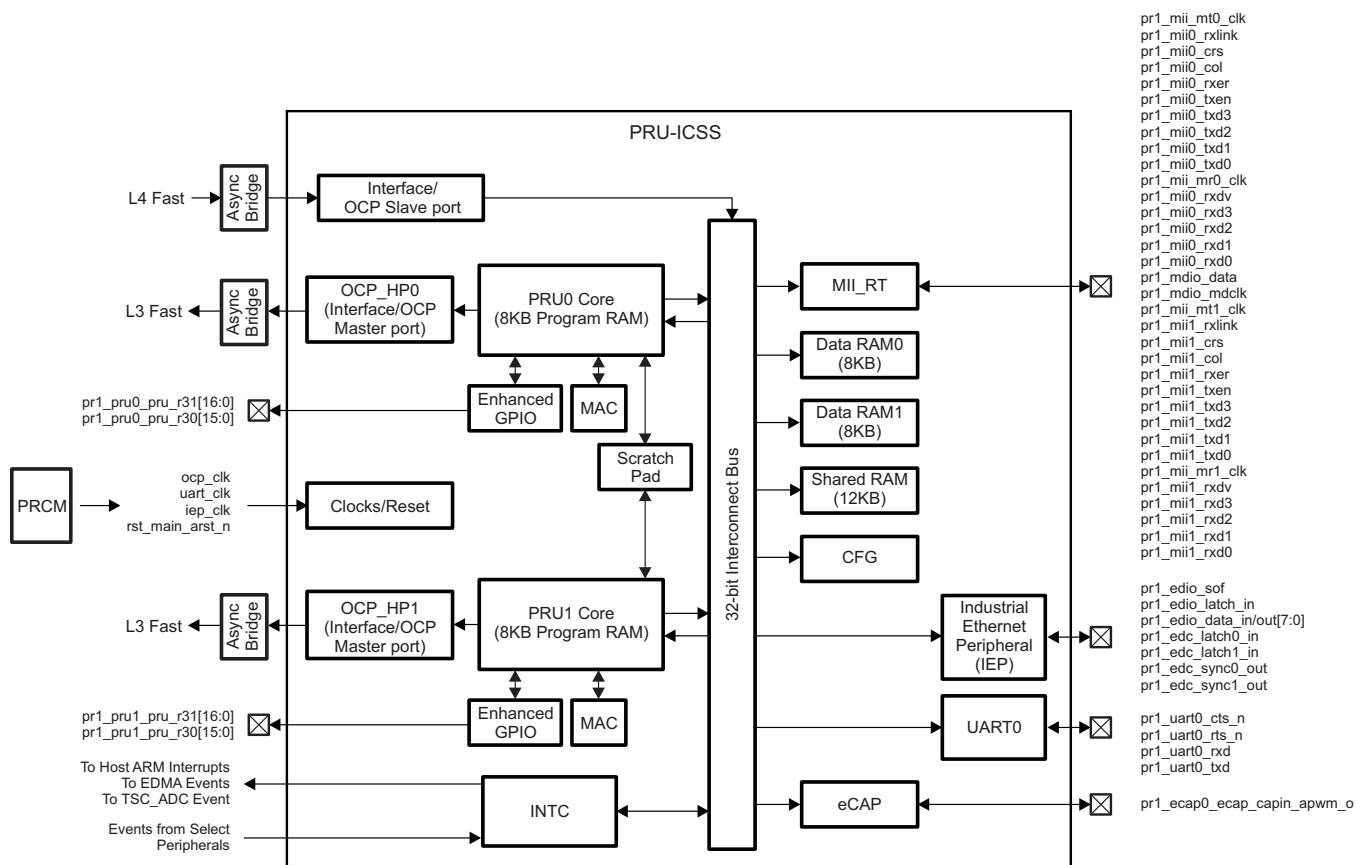 PRU-ICSS
L4 Fast
Async
Bridge
Interface/
OCP Slave port
L3 Fast
Async
Bridge
OCP_HP0
(Interface/OCP
Master port)
PRU0 Core
(8KB Program RAM)
pr1_pru0_pru_r31[16:0]
pr1_pru0_pru_r30[15:0]
Enhanced
GPIO
MAC
Scratch
Pad
PRCM
ocp_clk
uart_clk
iep_clk
rst_main_arst_n
Clocks/Reset
L3 Fast
Async
Bridge
OCP_HP1
(Interface/OCP
Master port)
PRU1 Core
(8KB Program RAM)
pr1_pru1_pru_r31[16:0]
pr1_pru1_pru_r30[15:0]
Enhanced
GPIO
MAC
To Host ARM Interrupts
To EDMA Events
To TSC_ADC Event
Events from Select
Peripherals
INTC
32-bit Interconnect Bus
MII_RT
Data RAM0
(8KB)
Data RAM1
(8KB)
Shared RAM
(12KB)
CFG
Industrial
Ethernet
Peripheral
(IEP)
UART0
eCAP
pr1_mii_mt0_clk
pr1_mii0_rxlink
pr1_mii0_crs
pr1_mii0_col
pr1_mii0_rxer
pr1_mii0_txen
pr1_mii0_txd3
pr1_mii0_txd2
pr1_mii0_txd1
pr1_mii0_txd0
pr1_mii_mr0_clk
pr1_mii0_rxdv
pr1_mii0_rxd3
pr1_mii0_rxd2
pr1_mii0_rxd1
pr1_mii0_rxd0
pr1_mdio_data
pr1_mdio_mdclk
pr1_mii_mt1_clk
pr1_mii1_rxlink
pr1_mii1_crs
pr1_mii1_col
pr1_mii1_rxer
pr1_mii1_txen
pr1_mii1_txd3
pr1_mii1_txd2
pr1_mii1_txd1
pr1_mii1_txd0
pr1_mii_mr1_clk
pr1_mii1_rxdv
pr1_mii1_rxd3
pr1_mii1_rxd2
pr1_mii1_rxd1
pr1_mii1_rxd0
pr1_edio_sof
pr1_edio_latch_in
pr1_edio_data_in/out[7:0]
pr1_edc_latch0_in
pr1_edc_latch1_in
pr1_edc_sync0_out
pr1_edc_sync1_out
pr1_uart0_cts_n
pr1_uart0_rts_n
pr1_uart0_rxd
pr1_uart0_txd
pr1_ecap0_ecap_capin_apwm_o